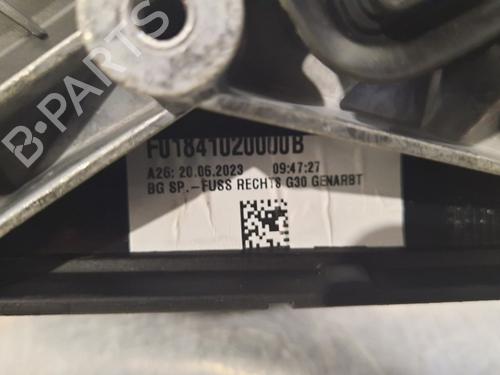 F01841020000B
A26: 20.06.2023 09:47:27
BG SP.-FUSS RECHTS G30 GENARBT
B-PARTS